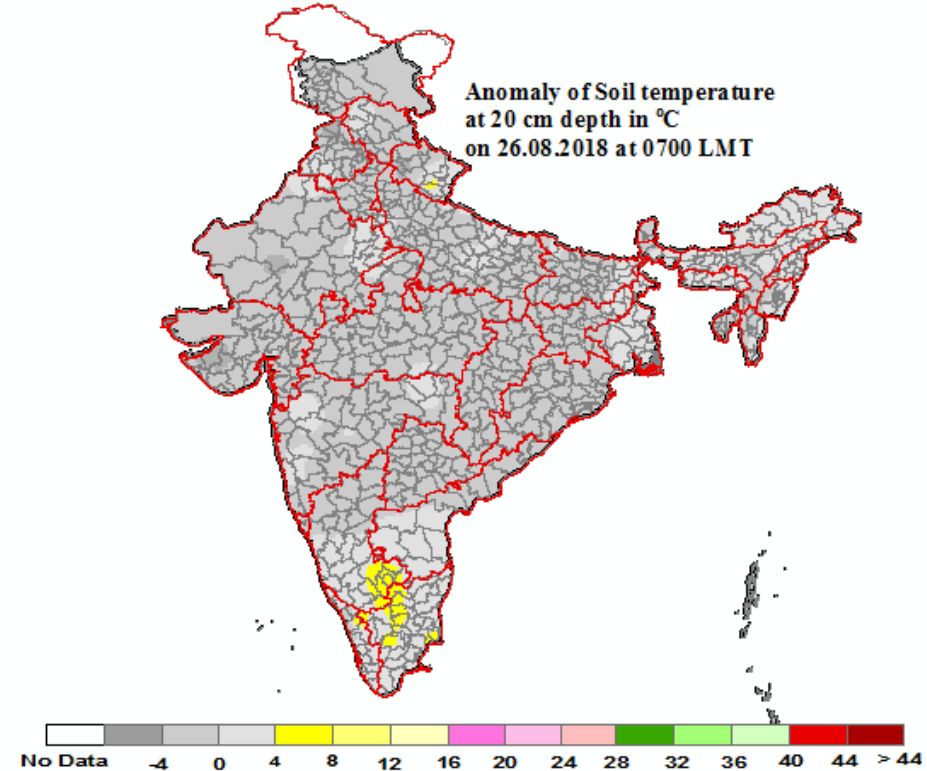 Anomaly of Soil temperature
at 20 cm depth in °C
on 26.08.2018 at 0700 LMT
No Data -4 0 4 8 12 16 20 24 28 32 36 40 44 > 44